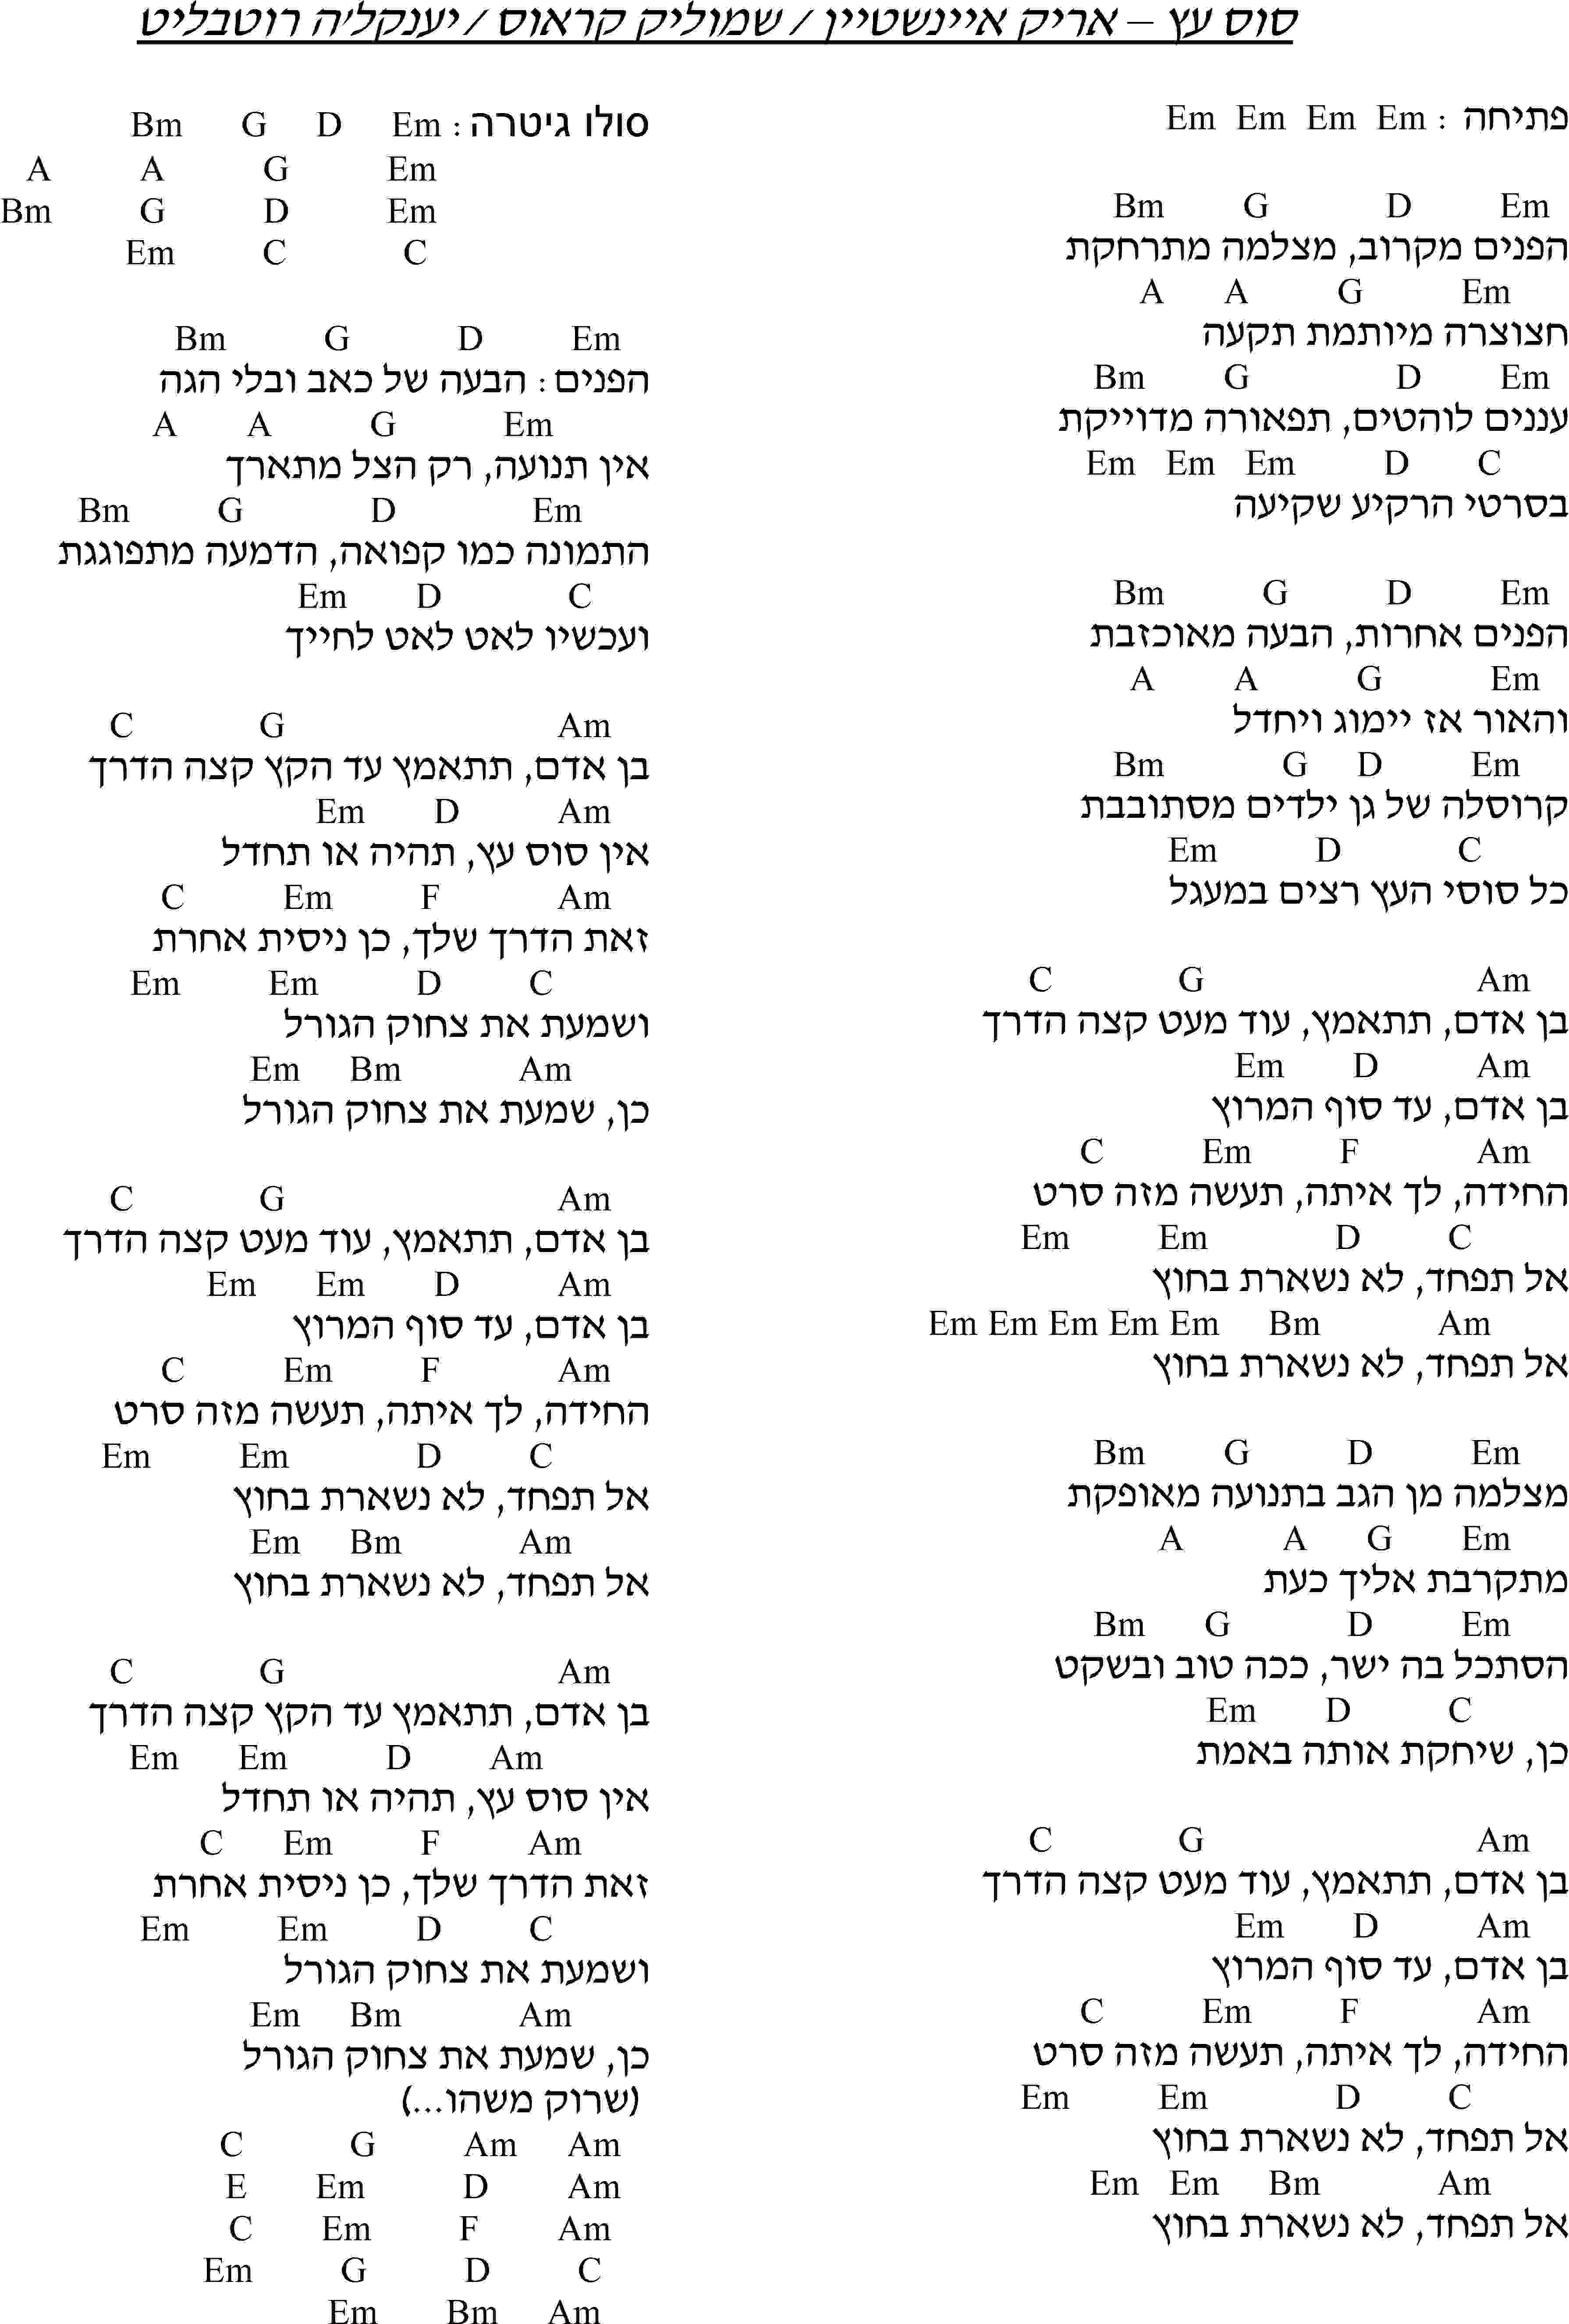 סוס עץ – אריק איינשטיין / שמוליק קראוס / יענקל'ה רוטבליט
פתיחה : Em Em Em Em
Bm G D Em
הפנים מקרוב, מצלמה מתרחקת
A A G Em
חצוצרה מיותמת תקעה
Bm G D Em
עננים לוהטים, תפאורה מדוייקת
Em Em Em D C
בסרטי הרקיע שקיעה
Bm G D Em
הפנים אחרות, הבעה מאוכזבת
A A G Em
והאור אז יימוג ויחדל
Bm G D Em
קרוסלה של גן ילדים מסתובבת
Em D C
כל סוסי העץ רצים במעגל
C G Am
בן אדם, תתאמץ, עוד מעט קצה הדרך
Em D Am
בן אדם, עד סוף המרוץ
C Em F Am
החידה, לך איתה, תעשה מזה סרט
Em Em D C
אל תפחד, לא נשארת בחוץ
Em Em Em Em Em Bm Am
אל תפחד, לא נשארת בחוץ
Bm G D Em
מצלמה מן הגב בתנועה מאופקת
A A G Em
מתקרבת אליך כעת
Bm G D Em
הסתכל בה ישר, ככה טוב ובשקט
Em D C
כן, שיחקת אותה באמת
C G Am
בן אדם, תתאמץ, עוד מעט קצה הדרך
Em D Am
בן אדם, עד סוף המרוץ
C Em F Am
החידה, לך איתה, תעשה מזה סרט
Em Em D C
אל תפחד, לא נשארת בחוץ
Em Em Bm Am
אל תפחד, לא נשארת בחוץ
סולו גיטרה : Bm G D Em
A A G Em
Bm G D Em
Em C C
Bm G D Em
הפנים : הבעה של כאב ובלי הגה
A A G Em
אין תנועה, רק הצל מתארך
Bm G D Em
התמונה כמו קפואה, הדמעה מתפוגגת
Em D C
ועכשיו לאט לאט לחייך
C G Am
בן אדם, תתאמץ עד הקץ קצה הדרך
Em D Am
אין סוס עץ, תהיה או תחדל
C Em F Am
זאת הדרך שלך, כן ניסית אחרת
Em Em D C
ושמעת את צחוק הגורל
Em Bm Am
כן, שמעת את צחוק הגורל
C G Am
בן אדם, תתאמץ, עוד מעט קצה הדרך
Em Em D Am
בן אדם, עד סוף המרוץ
C Em F Am
החידה, לך איתה, תעשה מזה סרט
Em Em D C
אל תפחד, לא נשארת בחוץ
Em Bm Am
אל תפחד, לא נשארת בחוץ
C G Am
בן אדם, תתאמץ עד הקץ קצה הדרך
Em Em D Am
אין סוס עץ, תהיה או תחדל
C Em F Am
זאת הדרך שלך, כן ניסית אחרת
Em Em D C
ושמעת את צחוק הגורל
Em Bm Am
כן, שמעת את צחוק הגורל
(שרוק משהו...)
C G Am Am
E Em D Am
C Em F Am
Em G D C
Em Bm Am